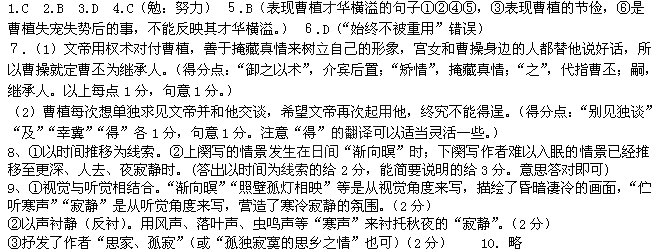 1.C  2.B  3.D  4.C（勉：努力）  5.B（表现曹植才华横溢的句子①②④⑤，③表现曹植的节俭，⑥是
曹植失宠失势后的事，不能反映其才华横溢。）  6.D（“始终不被重用”错误）
7．（1）文帝用权术对付曹植，善于掩藏真情来树立自己的形象，宫女和曹操身边的人都替他说好话，所
以曹操就定曹丕为继承人。（得分点：“御之以术”，介宾后置；“矫情”，掩藏真情；“之”，代指曹丕；嗣，
继承人。以上每点1分，句意1分。）
（2）曹植每次想单独求见文帝并和他交谈，希望文帝再次起用他，终究不能得逞。（得分点：“别见独谈”
“及”“幸冀”“得”各1分，句意1分。注意“得”的翻译可以适当灵活一些。）
8、①以时间推移为线索。②上阕写的情景发生在日间“渐向暝”时；下阕写作者难以入眠的情景已经推
移至更深、人去、夜寂静时。（答出以时间为线索的给2分，能简要说明的给3分。意思答对即可）
9、①视觉与听觉相结合。“渐向暝”“照壁孤灯相映”等是从视觉角度来写，描绘了昏暗凄冷的画面，“伫
听寒声”“寂静”是从听觉角度来写，营造了寒冷寂静的氛围。（2分）
②以声衬静（反衬）。用风声、落叶声、虫鸣声等“寒声”来衬托秋夜的“寂静”。（2分）
③抒发了作者“思家、孤寂”（或“孤独寂寞的思乡之情”也可）（2分）  10. 略